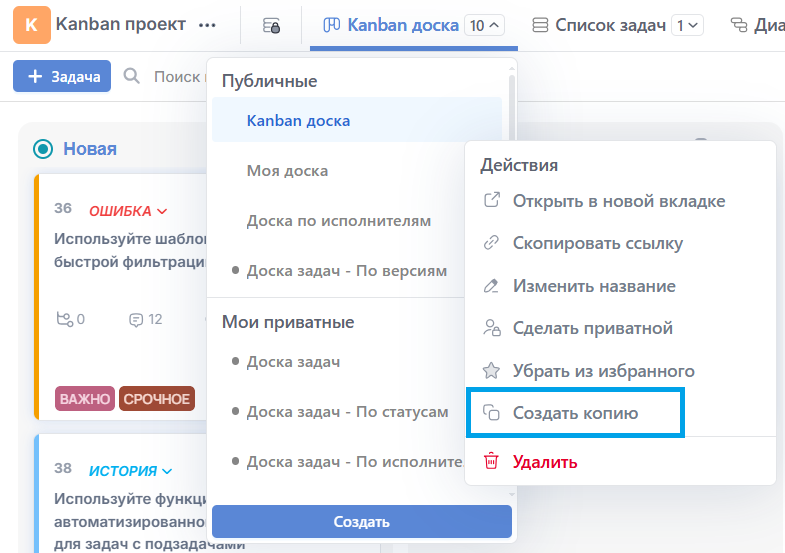 K Kanban проект ••• Kanban доска 10 Список задач 1 Диа
+ Задача Поиск
Публичные
Kanban доска
Моя доска
Доска по исполнителям
• Доска задач - По версиям
Мои приватные
• Доска задач
• Доска задач - По статусам
• Доска задач - По исполните
Создать
Действия
Открыть в новой вкладке
Скопировать ссылку
Изменить название
Сделать приватной
Убрать из избранного
Создать копию
Удалить
Новая
36 ОШИБКА
Используйте шабло
быстрой фильтраци
0 12
ВАЖНО СРОЧНОЕ
38 ИСТОРИЯ
Используйте функц
автоматизированно
для задач с подзадачами